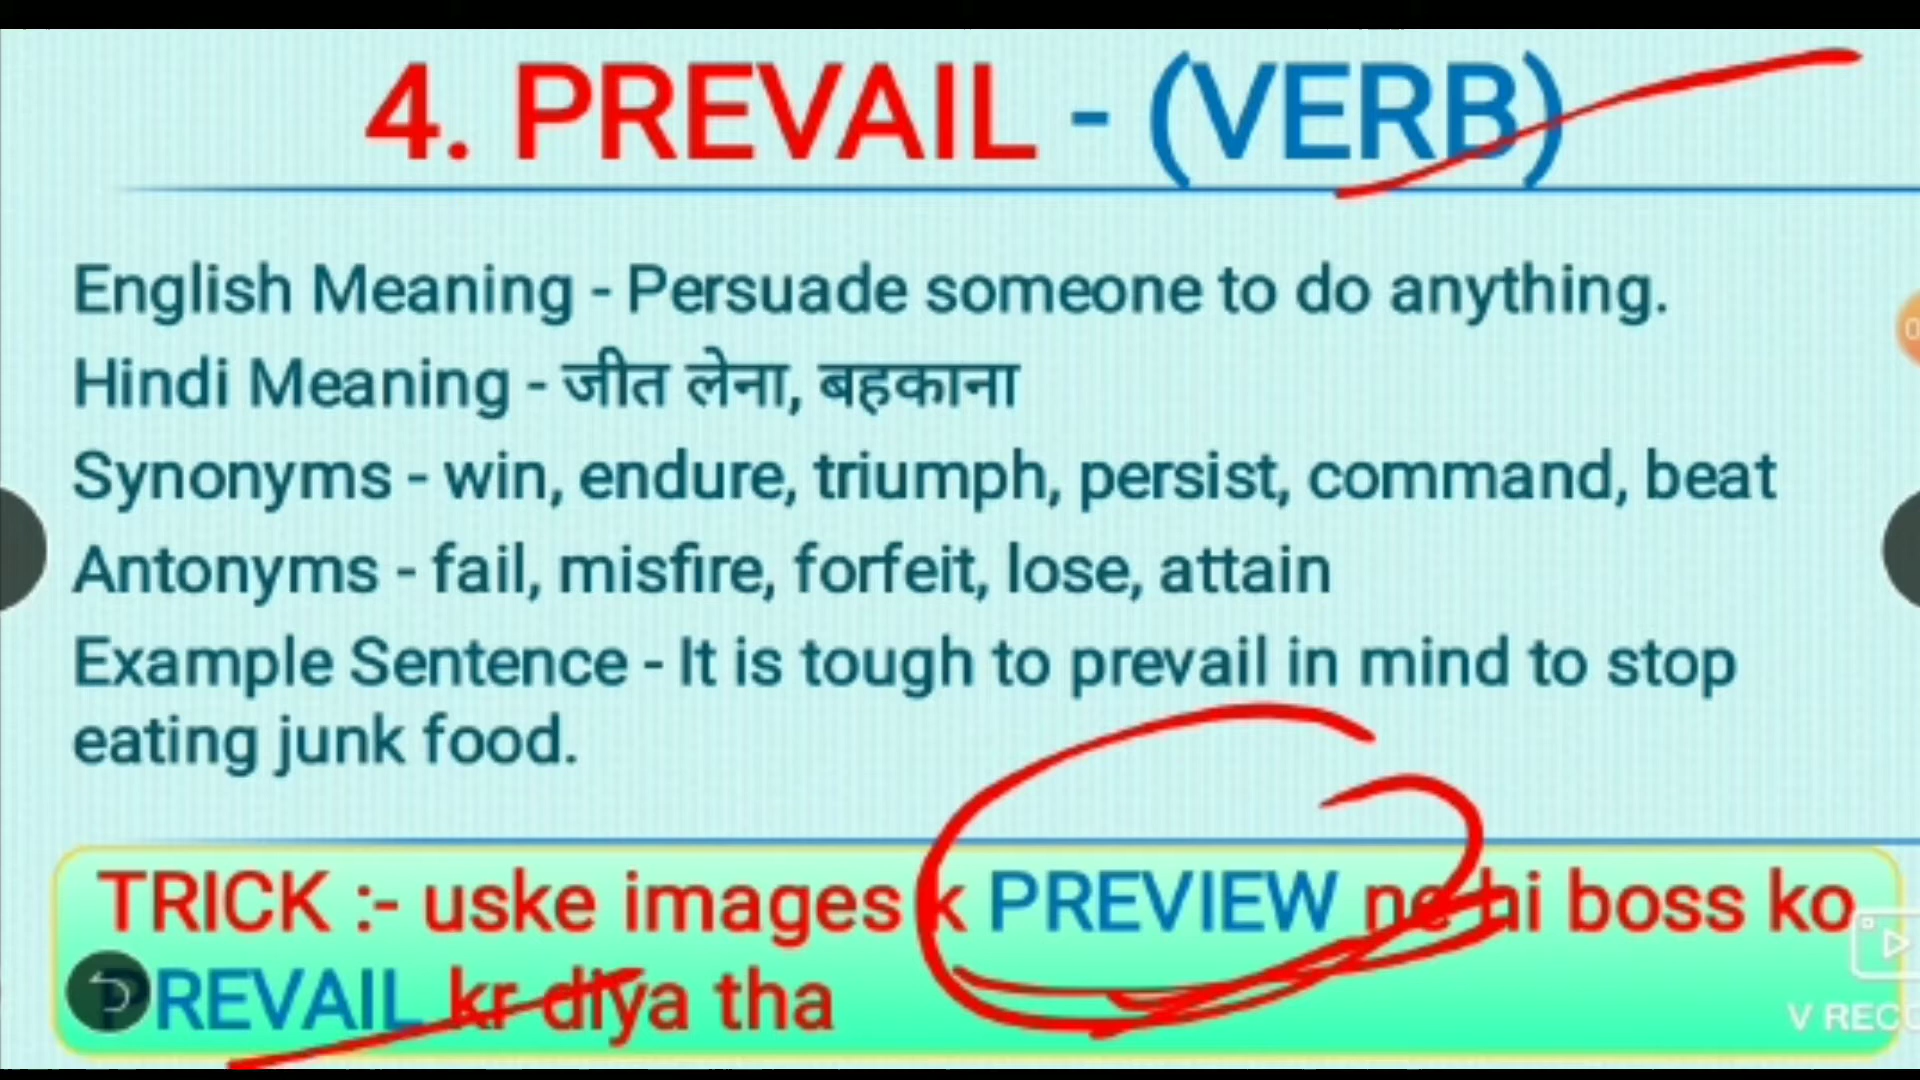 4. PREVAIL - (VERB)
English Meaning - Persuade someone to do anything.
Hindi Meaning - जीत लेना, बहकाना
Synonyms - win, endure, triumph, persist, command, beat
Antonyms - fail, misfire, forfeit, lose, attain
Example Sentence - It is tough to prevail in mind to stop
eating junk food.
TRICK :- uske images k PREVIEW ne hi boss ko
PREVAIL kr diya tha
V REC